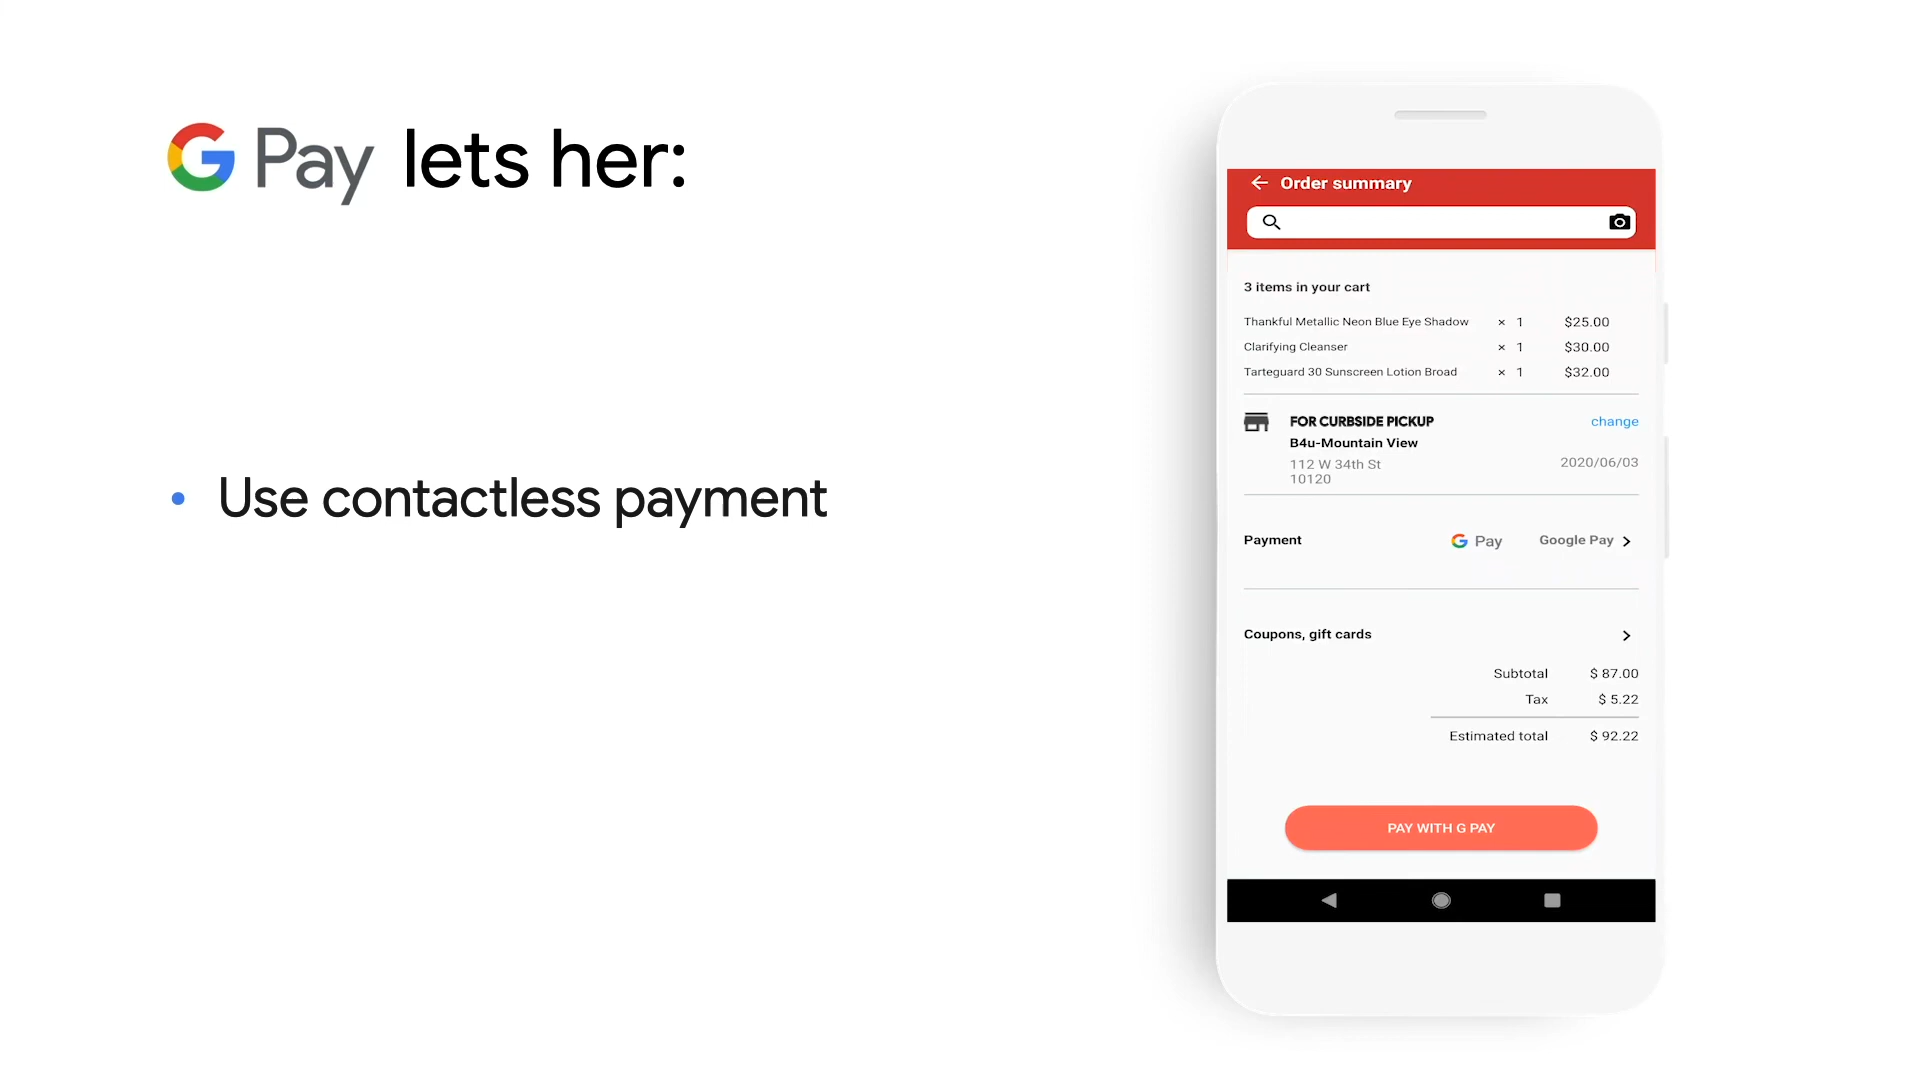 G Pay lets her:
• Use contactless payment
Order summary
3 items in your cart
Thankful Metallic Neon Blue Eye Shadow × 1 $25.00
Clarifying Cleanser × 1 $30.00
Tarteguard 30 Sunscreen Lotion Broad × 1 $32.00
FOR CURBSIDE PICKUP change
B4u-Mountain View
112 W 34th St 2020/06/03
10120
Payment G Pay Google Pay
Coupons, gift cards
Subtotal $ 87.00
Tax $ 5.22
Estimated total $ 92.22
PAY WITH G PAY